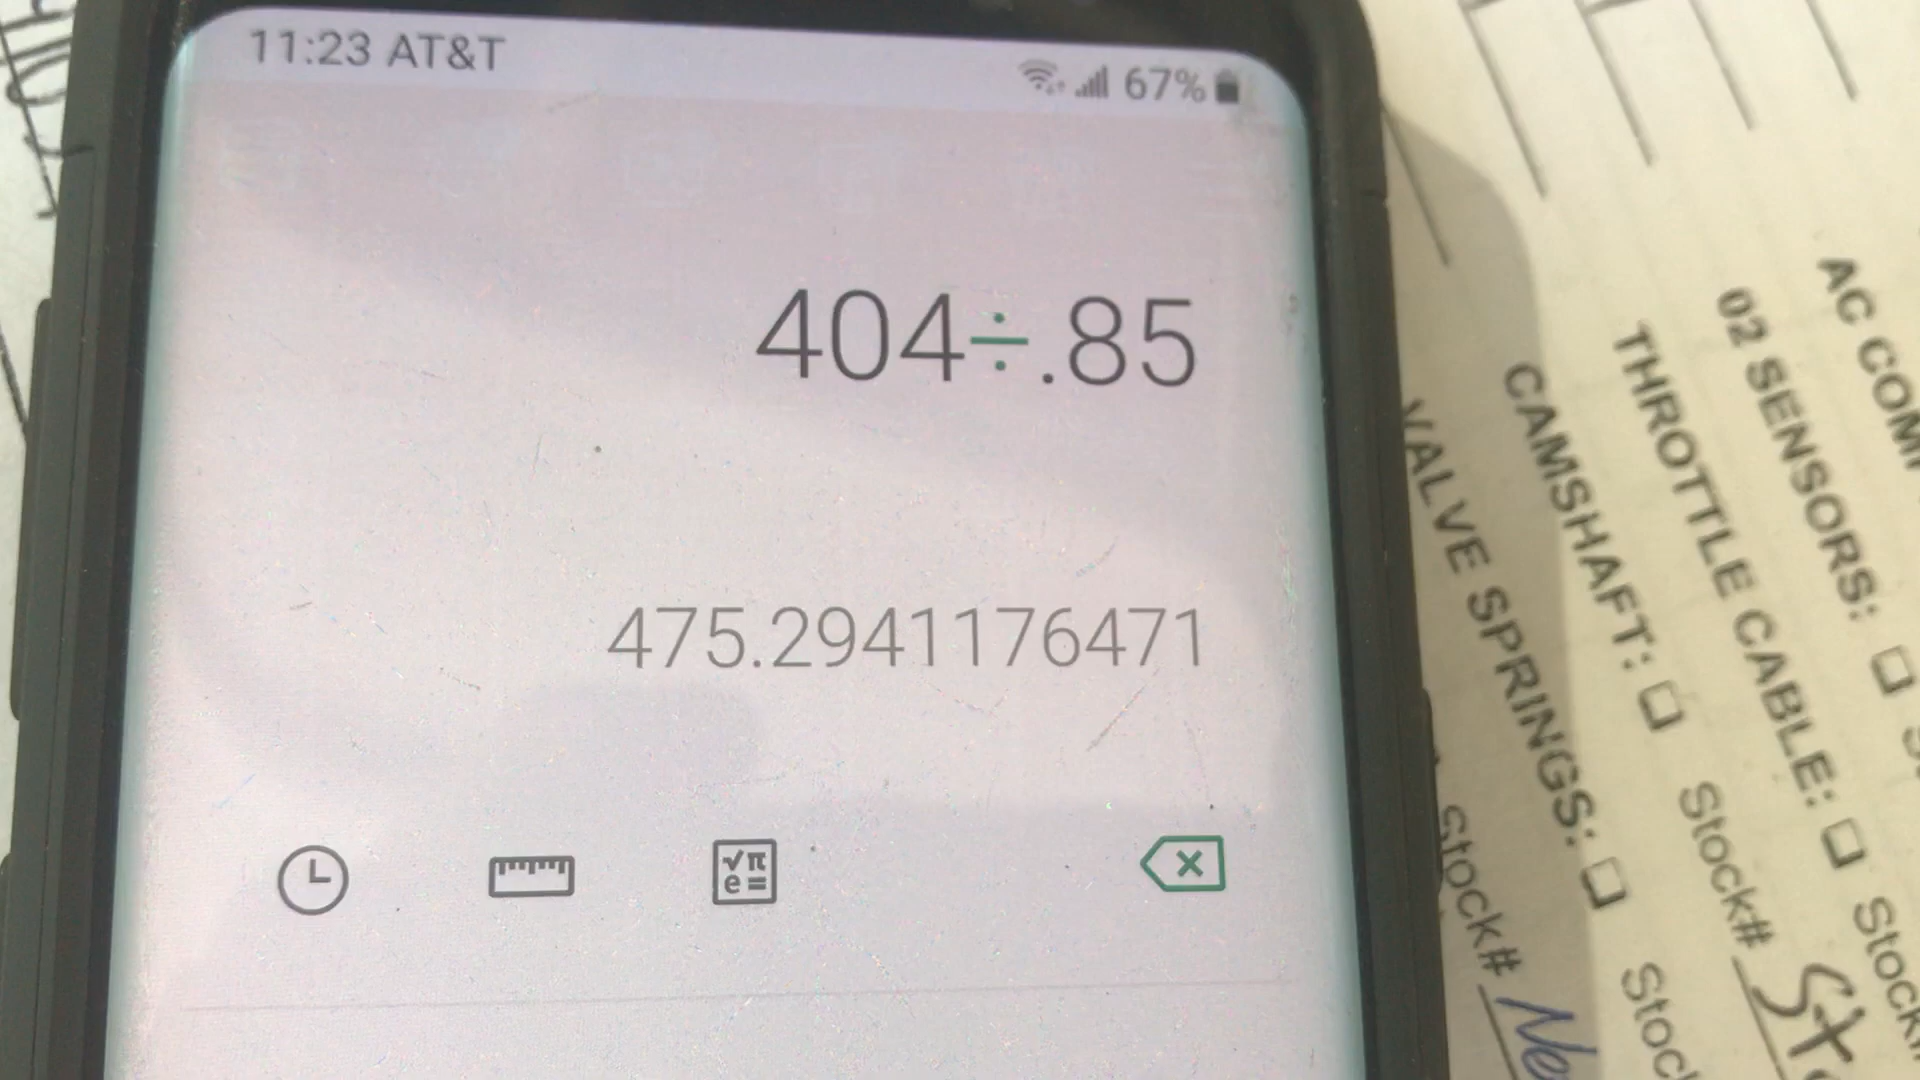 11:23 AT&T
67%
404÷.85
475.2941176471
√π
e=
AC COM
02 SENSORS:
THROTTLE CABLE:
Stock
CAMSHAFT:
Stock#
VALVE SPRINGS:
Stock
Stock#